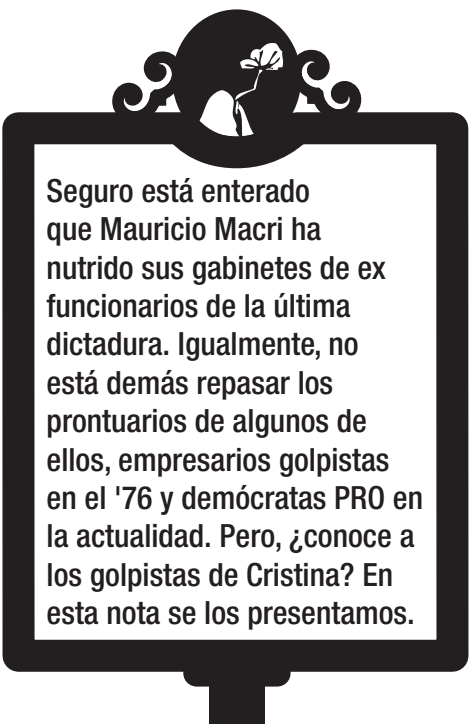 Seguro está enterado
que Mauricio Macri ha
nutrido sus gabinetes de ex
funcionarios de la última
dictadura. Igualmente, no
está demás repasar los
prontuarios de algunos de
ellos, empresarios golpistas
en el '76 y demócratas PRO en
la actualidad. Pero, ¿conoce a
los golpistas de Cristina? En
esta nota se los presentamos.